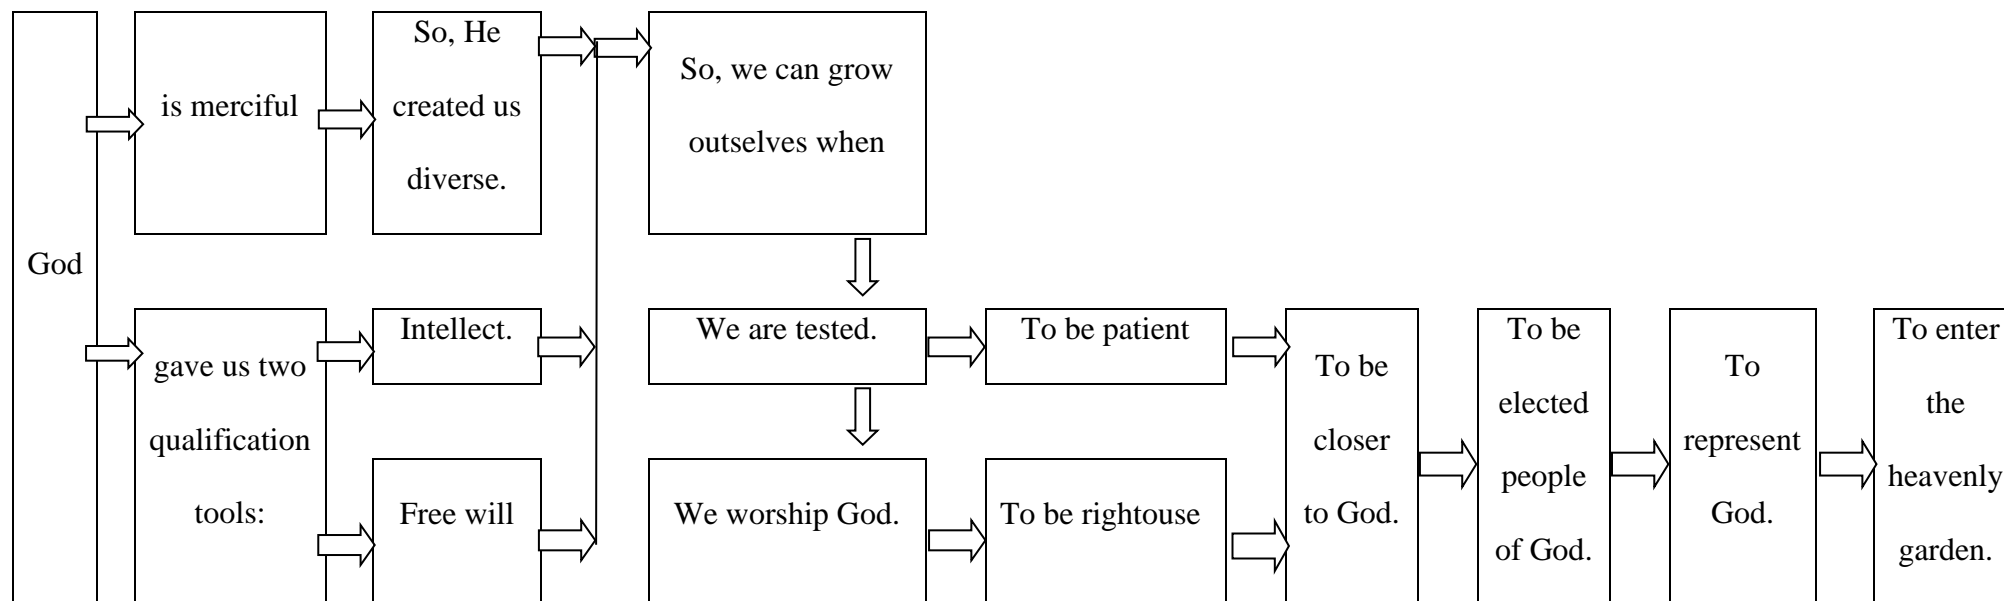 God
is merciful
So, He
created us
diverse.
So, we can grow
outselves when
gave us two
qualification
tools:
Intellect.
Free will
We are tested.
To be patient
We worship God.
To be rightouse
To be
closer
to God.
To be
elected
people
of God.
To
represent
God.
To enter
the
heavenly
garden.